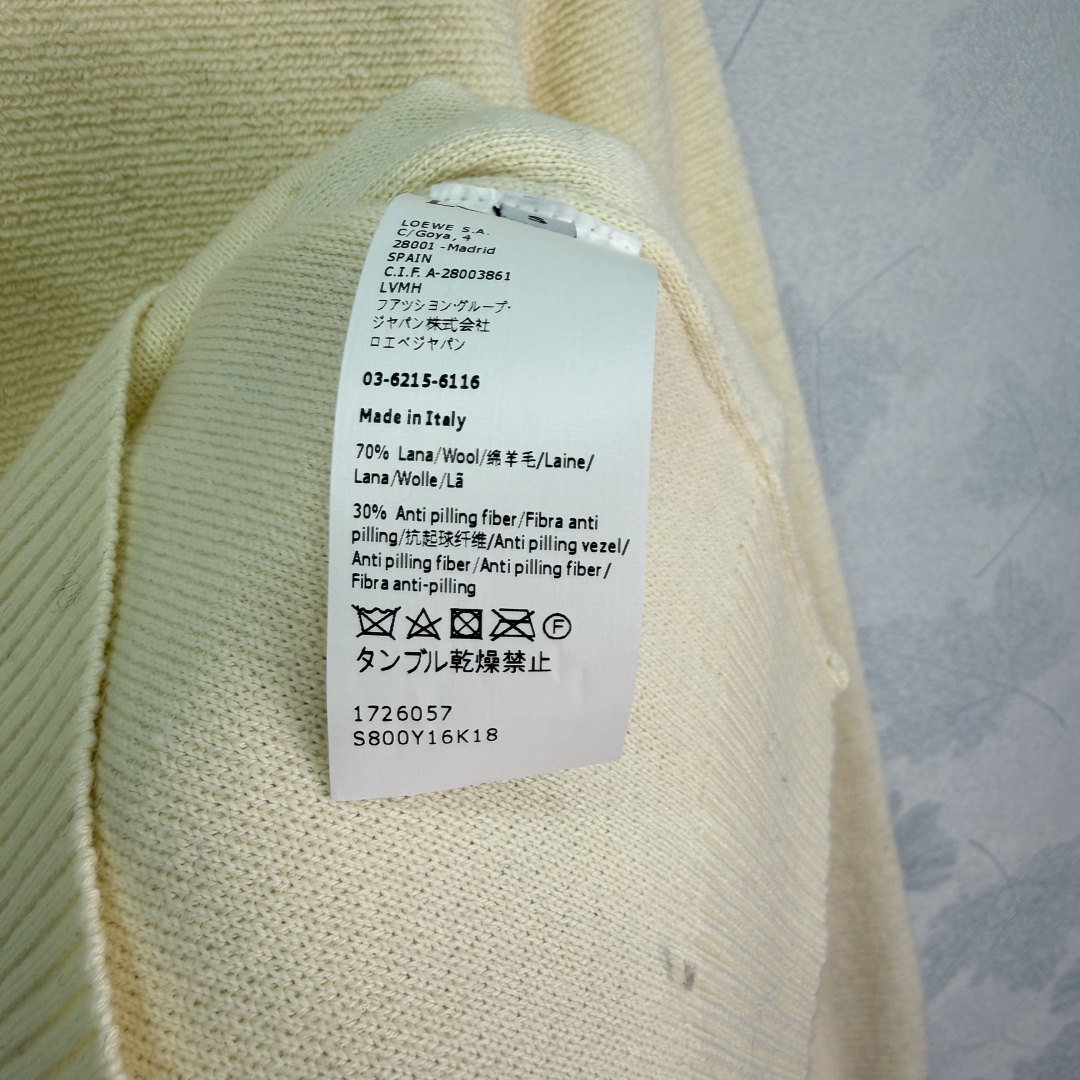 S
LOEWE S.A.
C/Goya, 4
28001 -Madrid
SPAIN
C.I.F. A-28003861
LVMH
ファッション・グループ・
ジャパン株式会社
ロエベジャパン
03-6215-6116
Made in Italy
70% Lana/Wool/绵羊毛/Laine/
Lana/Wolle/Lã
30% Anti pilling fiber/Fibra anti
pilling/抗起球纤维/Anti pilling vezel/
Anti pilling fiber/Anti pilling fiber/
Fibra anti-pilling
F
タンブル乾燥禁止
1726057
S800Y16K18